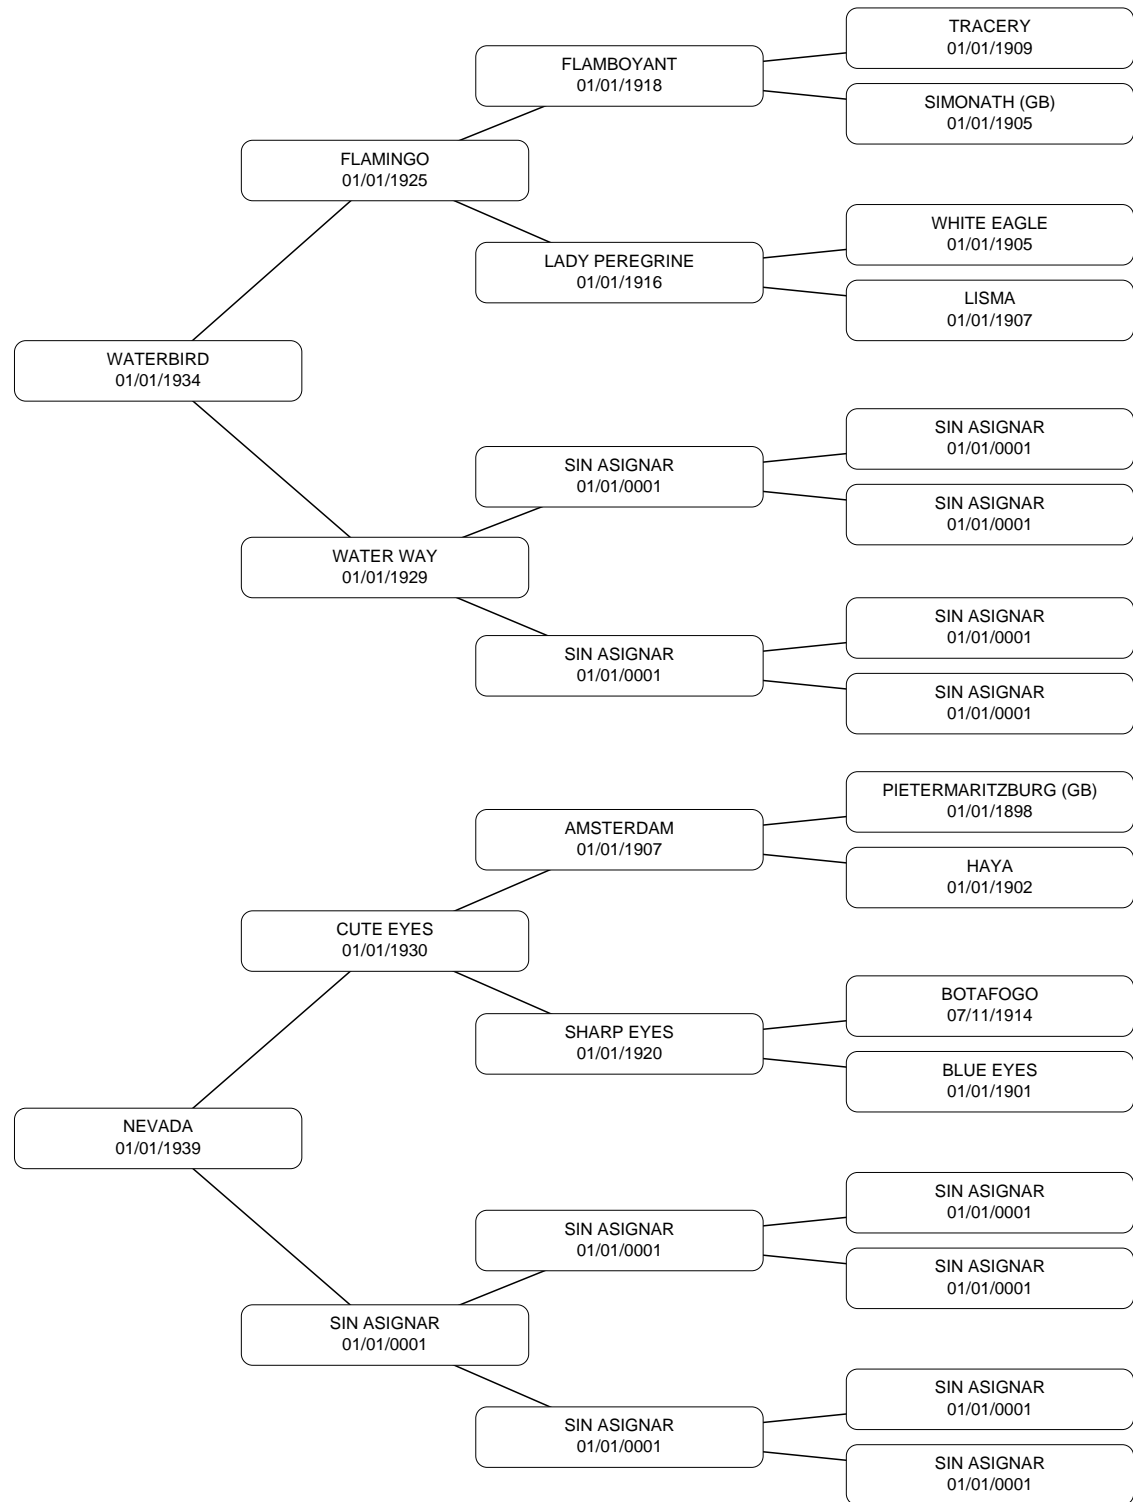 TRACERY
01/01/1909
FLAMBOYANT
01/01/1918
SIMONATH (GB)
01/01/1905
FLAMINGO
01/01/1925
WHITE EAGLE
01/01/1905
LADY PEREGRINE
01/01/1916
LISMA
01/01/1907
WATERBIRD
01/01/1934
SIN ASIGNAR
01/01/0001
SIN ASIGNAR
01/01/0001
SIN ASIGNAR
01/01/0001
WATER WAY
01/01/1929
SIN ASIGNAR
01/01/0001
SIN ASIGNAR
01/01/0001
SIN ASIGNAR
01/01/0001
PIETERMARITZBURG (GB)
01/01/1898
AMSTERDAM
01/01/1907
HAYA
01/01/1902
CUTE EYES
01/01/1930
BOTAFOGO
07/11/1914
SHARP EYES
01/01/1920
BLUE EYES
01/01/1901
NEVADA
01/01/1939
SIN ASIGNAR
01/01/0001
SIN ASIGNAR
01/01/0001
SIN ASIGNAR
01/01/0001
SIN ASIGNAR
01/01/0001
SIN ASIGNAR
01/01/0001
SIN ASIGNAR
01/01/0001
SIN ASIGNAR
01/01/0001